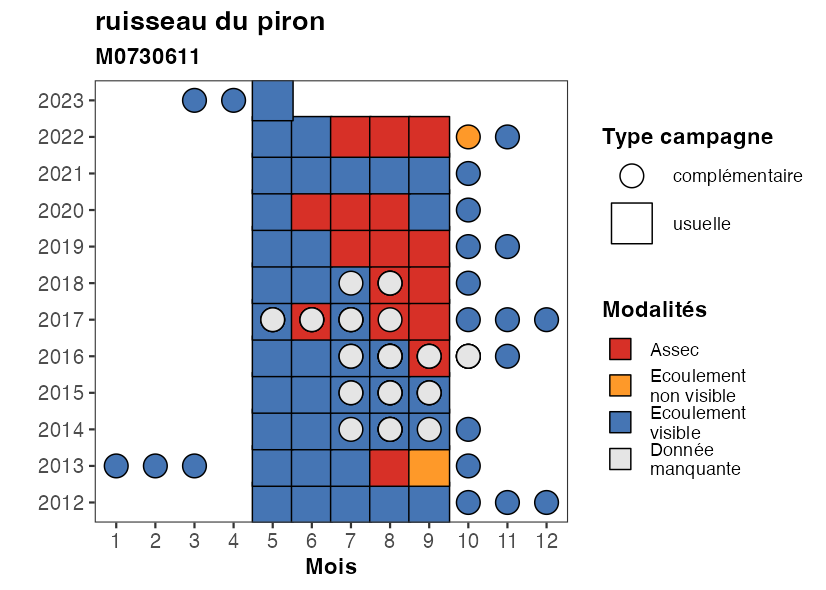 ruisseau du piron
M0730611
2023
2022
2021
2020
2019
2018
2017
2016
2015
2014
2013
2012
1 2 3 4 5 6 7 8 9 10 11 12
Mois
Type campagne
complémentaire
usuelle
Modalités
Assec
Ecoulement
non visible
Ecoulement
visible
Donnée
manquante